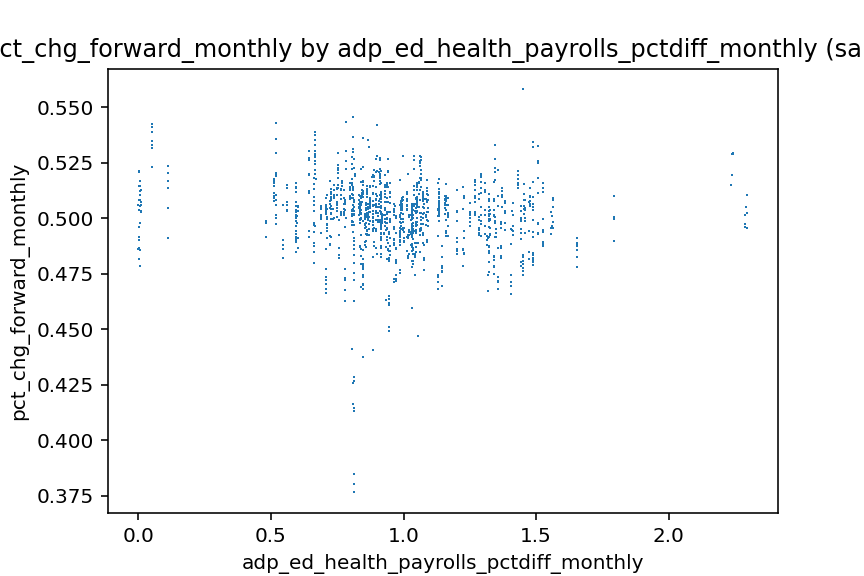 ct_chg_forward_monthly by adp_ed_health_payrolls_pctdiff_monthly (sa
pct_chg_forward_monthly
0.550
0.525
0.500
0.475
0.450
0.425
0.400
0.375
0.0 0.5 1.0 1.5 2.0
adp_ed_health_payrolls_pctdiff_monthly